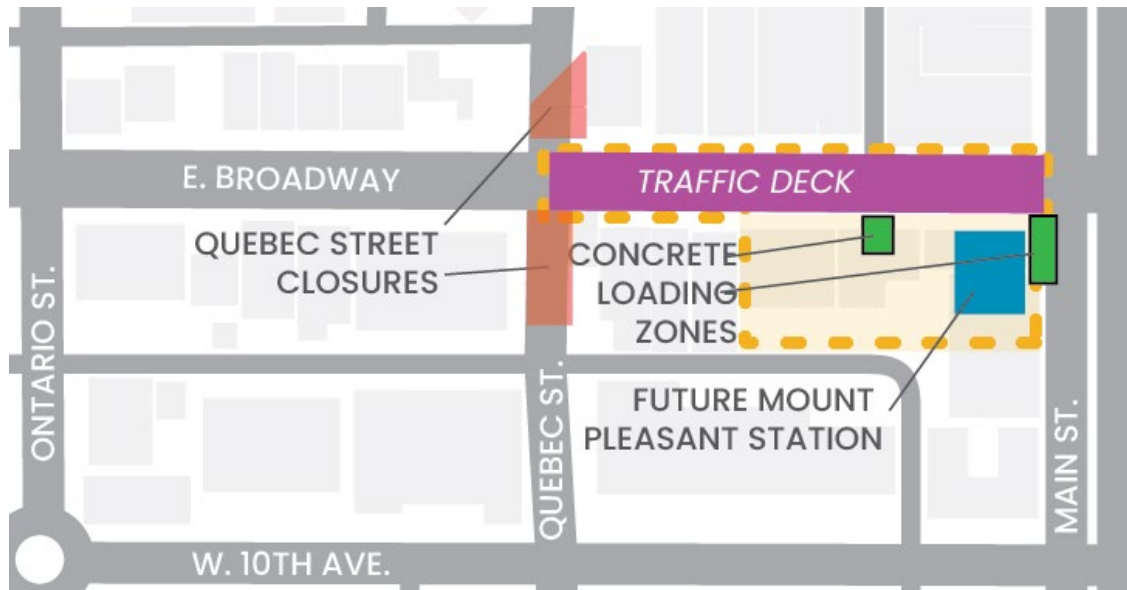 E. BROADWAY
TRAFFIC DECK
QUEBEC STREET
CLOSURES
CONCRETE
LOADING
ZONES
ONTARIO ST.
QUEBEC ST.
FUTURE MOUNT
PLEASANT STATION
MAIN ST.
W. 10TH AVE.